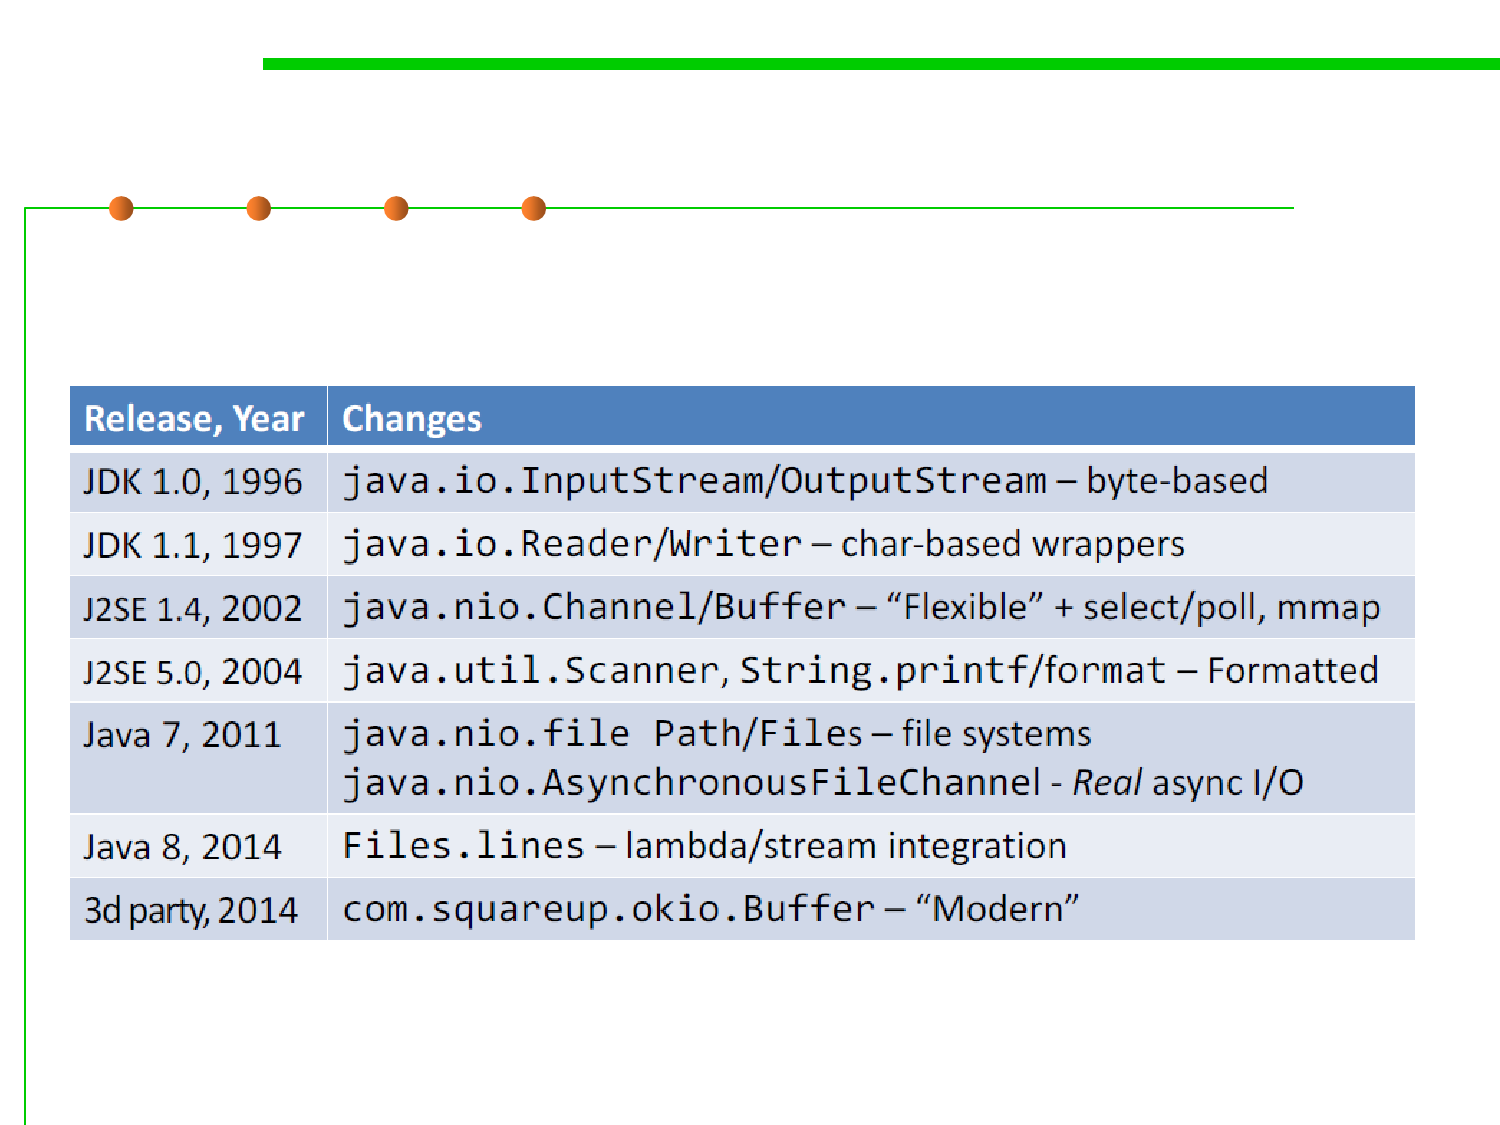 Release, Year Changes
JDK 1.0, 1996 java.io.InputStream/OutputStream – byte-based
JDK 1.1, 1997 java.io.Reader/Writer – char-based wrappers
J2SE 1.4, 2002 java.nio.Channel/Buffer – “Flexible” + select/poll, mmap
J2SE 5.0, 2004 java.util.Scanner, String.printf/format – Formatted
Java 7, 2011 java.nio.file Path/Files – file systems
java.nio.AsynchronousFileChannel - Real async I/O
Java 8, 2014 Files.lines – lambda/stream integration
3d party, 2014 com.squareup.okio.Buffer – “Modern”